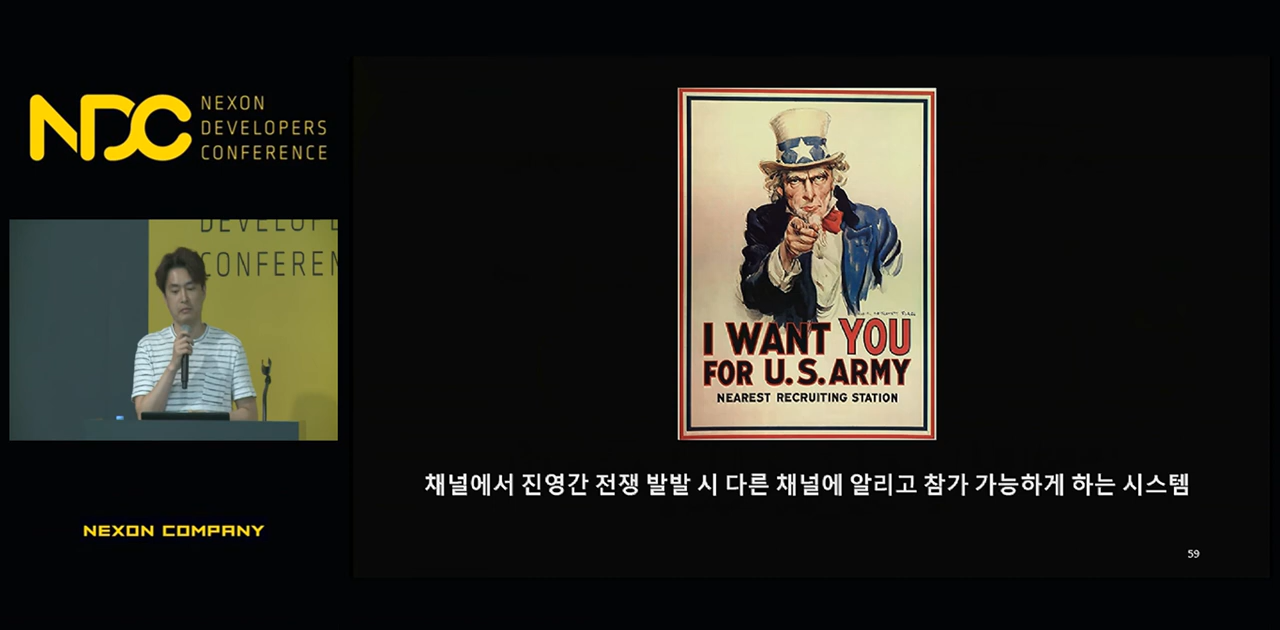 NDC
NEXON
DEVELOPERS
CONFERENCE
DEVELOPE
CONFEREN
NEXON COMPANY
I WANT YOU
FOR U.S. ARMY
NEAREST RECRUITING STATION
채널에서 진영간 전쟁 발발 시 다른 채널에 알리고 참가 가능하게 하는 시스템
59